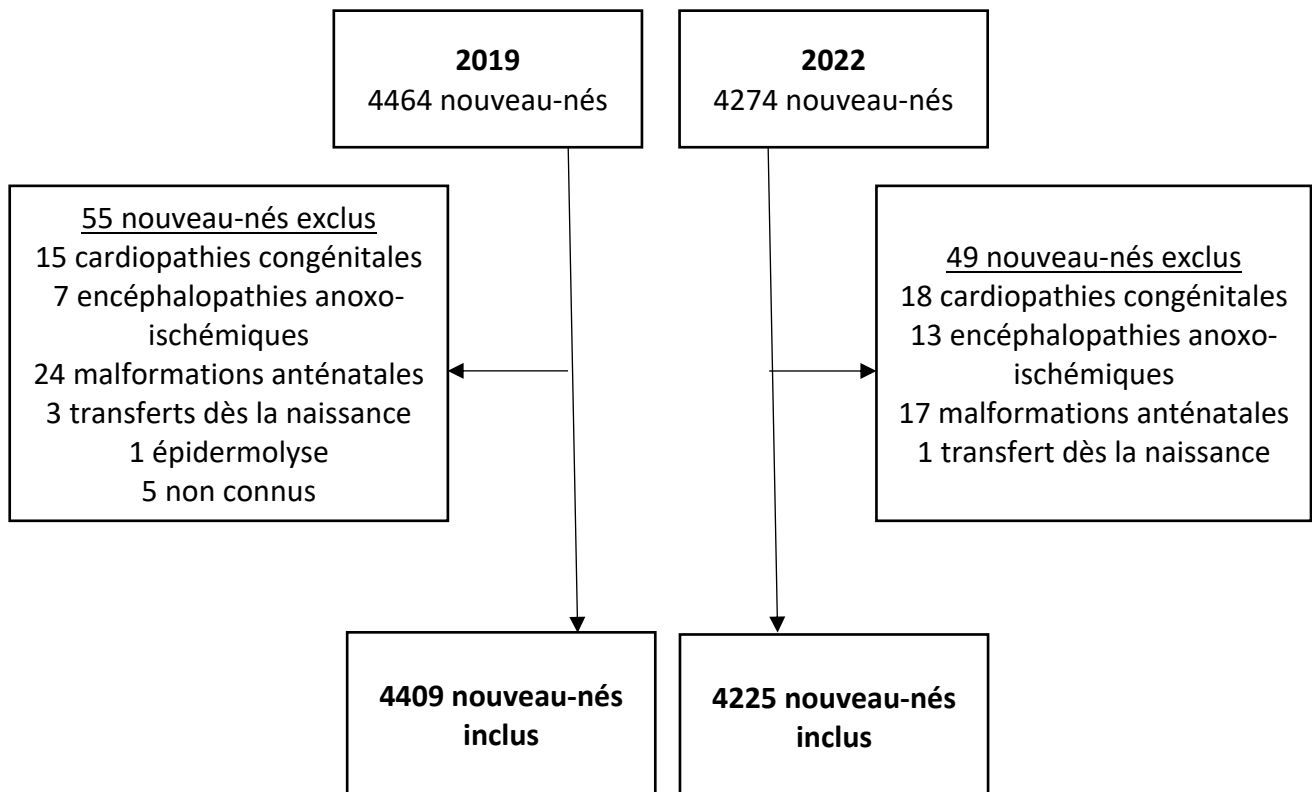 2019
4464 nouveau-nés
2022
4274 nouveau-nés
55 nouveau-nés exclus
15 cardiopathies congénitales
7 encéphalopathies anoxo-
ischémiques
24 malformations anténatales
3 transferts dès la naissance
1 épidermolyse
5 non connus
49 nouveau-nés exclus
18 cardiopathies congénitales
13 encéphalopathies anoxo-
ischémiques
17 malformations anténatales
1 transfert dès la naissance
4409 nouveau-nés
inclus
4225 nouveau-nés
inclus